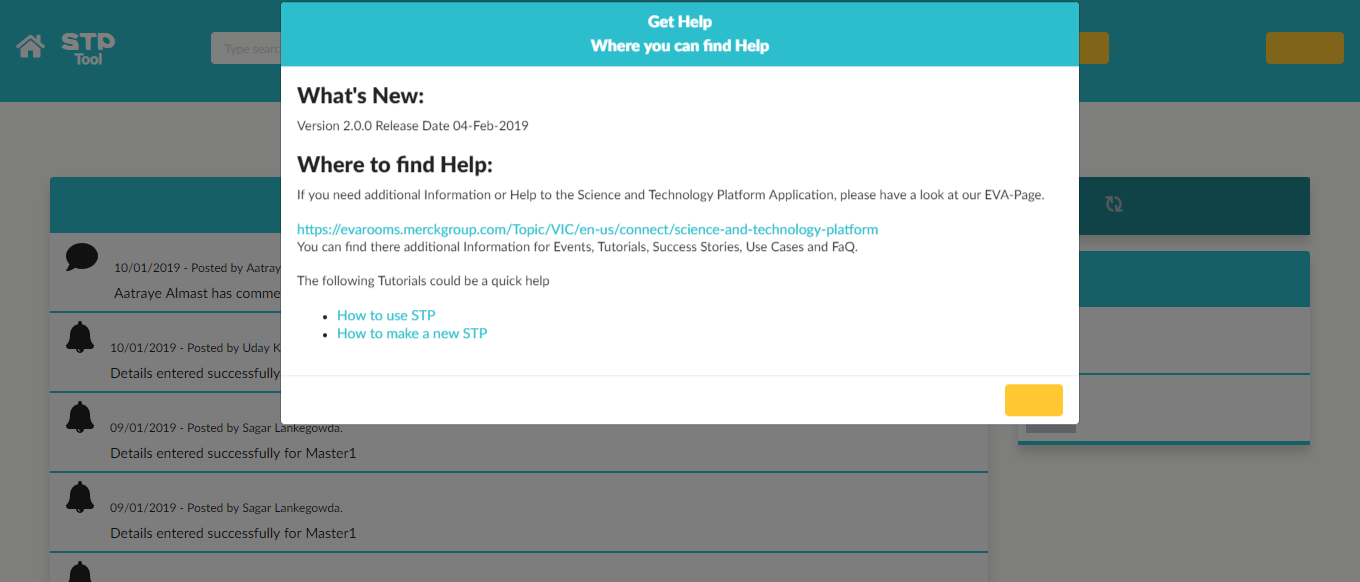 STP
Tool
Type searc
Get Help
Where you can find Help
What's New:
Version 2.0.0 Release Date 04-Feb-2019
Where to find Help:
If you need additional Information or Help to the Science and Technology Platform Application, please have a look at our EVA-Page.
https://evarooms.merckgroup.com/Topic/VIC/en-us/connect/science-and-technology-platform
You can find there additional Information for Events, Tutorials, Success Stories, Use Cases and FaQ.
The following Tutorials could be a quick help
• How to use STP
• How to make a new STP
10/01/2019 - Posted by Aatray
Aatraye Almast has comme
10/01/2019 - Posted by Uday K
Details entered successfully
09/01/2019 - Posted by Sagar Lankegowda.
Details entered successfully for Master1
09/01/2019 - Posted by Sagar Lankegowda.
Details entered successfully for Master1